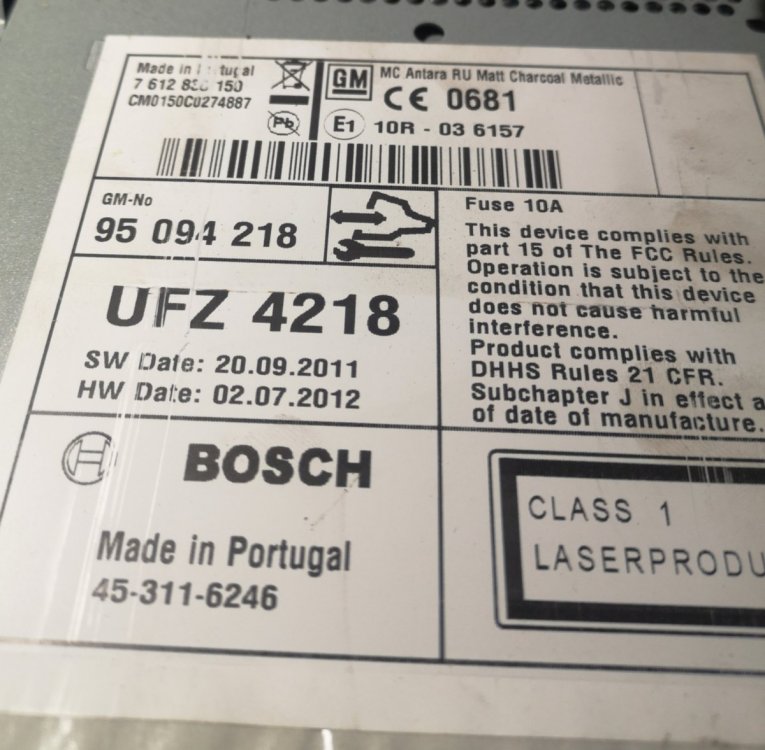 Made in Portugal
7 612 830 150
CM0150C0274887
Pb
GM
MC Antara RU Matt Charcoal Metallic
CE 0681
E1 10R - 03 6157
GM-No
95 094 218
UFZ 4218
SW Date: 20.09.2011
HW Date: 02.07.2012
Fuse 10A
This device complies with
part 15 of The FCC Rules.
Operation is subject to the
condition that this device
does not cause harmful
interference.
Product complies with
DHHS Rules 21 CFR.
Subchapter J in effect a
of date of manufacture.
BOSCH
Made in Portugal
45-311-6246
CLASS 1
LASERPRODU